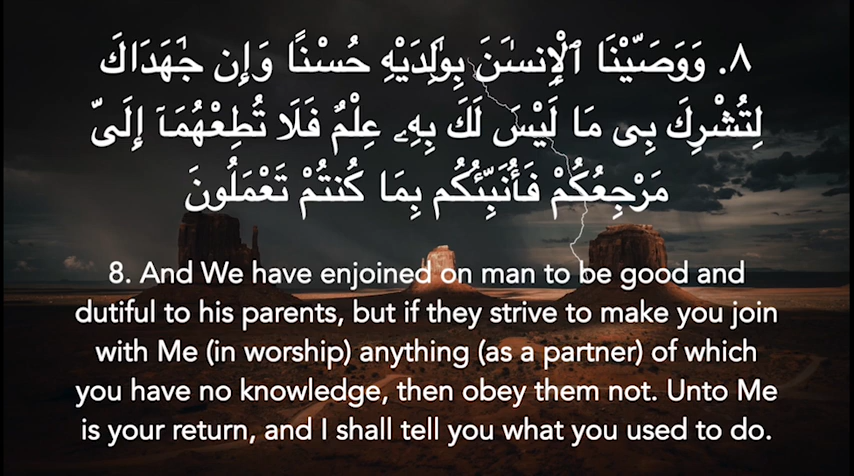 ٨. وَوَصَّيْنَا ٱلْإِنسَٰنَ بِوَٰلِدَيْهِ حُسْنًا وَإِن جَٰهَدَاكَ
لِتُشْرِكَ بِى مَا لَيْسَ لَكَ بِهِۦ عِلْمٌ فَلَا تُطِعْهُمَآ إِلَىَّ
مَرْجِعُكُمْ فَأُنَبِّئُكُم بِمَا كُنتُمْ تَعْمَلُونَ
8. And We have enjoined on man to be good and
dutiful to his parents, but if they strive to make you join
with Me (in worship) anything (as a partner) of which
you have no knowledge, then obey them not. Unto Me
is your return, and I shall tell you what you used to do.